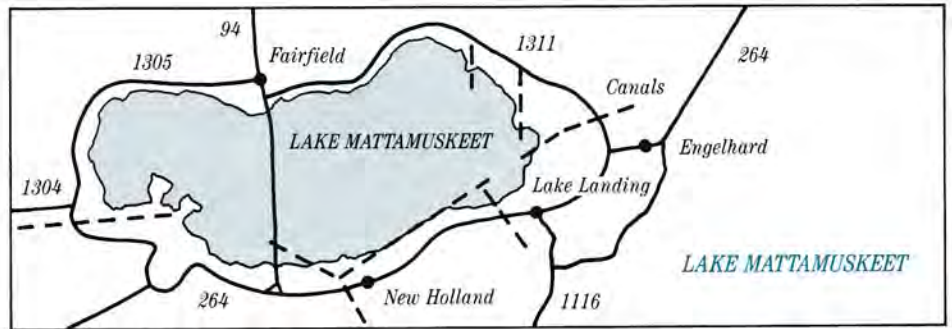 94
1305
Fairfield
1311
264
Canals
LAKE MATTAMUSKEET
Engelhard
1304
Lake Landing
LAKE MATTAMUSKEET
264
New Holland
1116